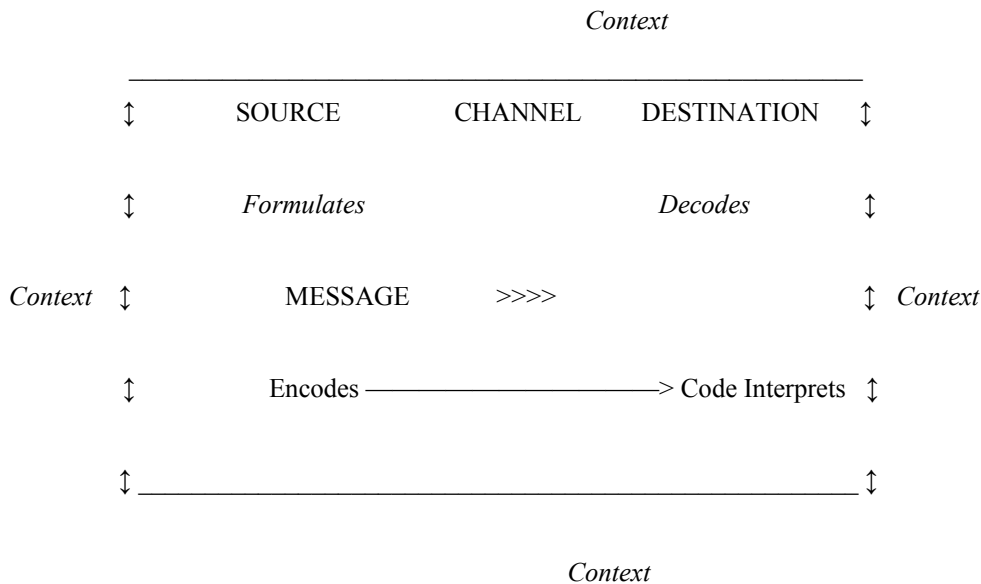 Context
↕ SOURCE CHANNEL DESTINATION ↕
↕ Formulates Decodes ↕
Context ↕ MESSAGE >>>> ↕ Context
↕ Encodes ———————————> Code Interprets ↕
↕ ↕
Context